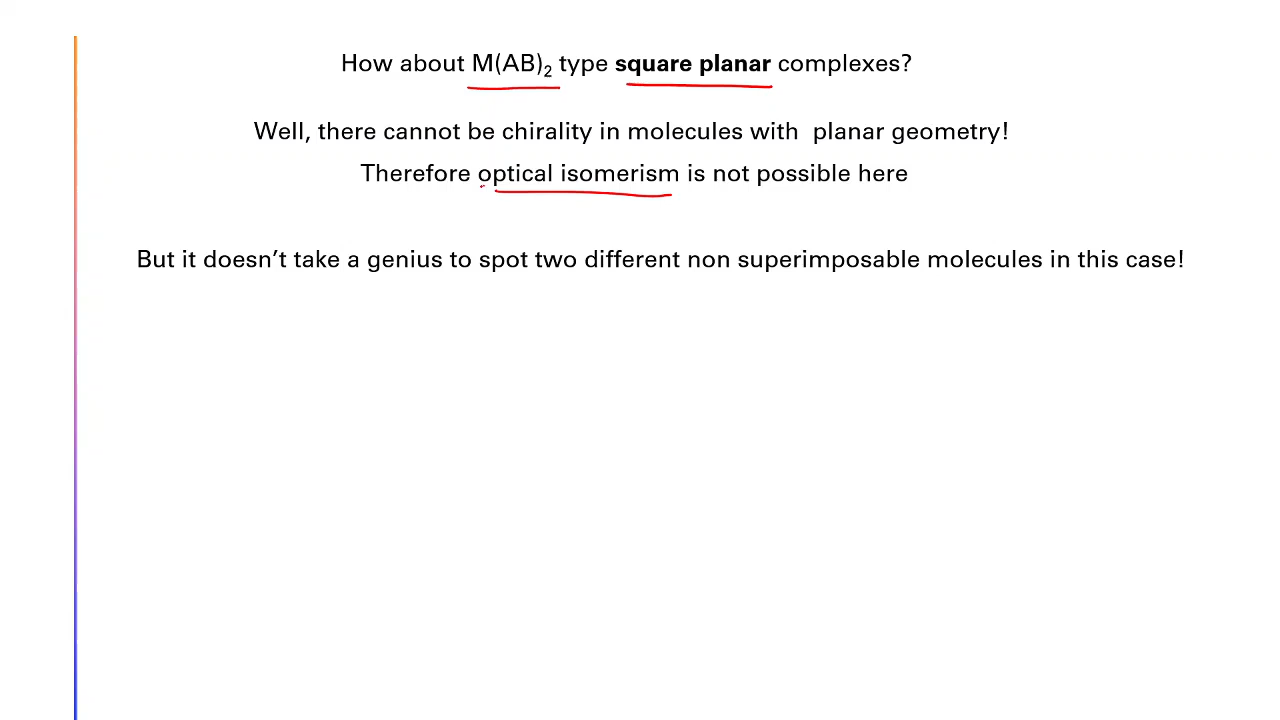 How about M(AB)₂ type square planar complexes?
Well, there cannot be chirality in molecules with planar geometry!
Therefore optical isomerism is not possible here
But it doesn’t take a genius to spot two different non superimposable molecules in this case!